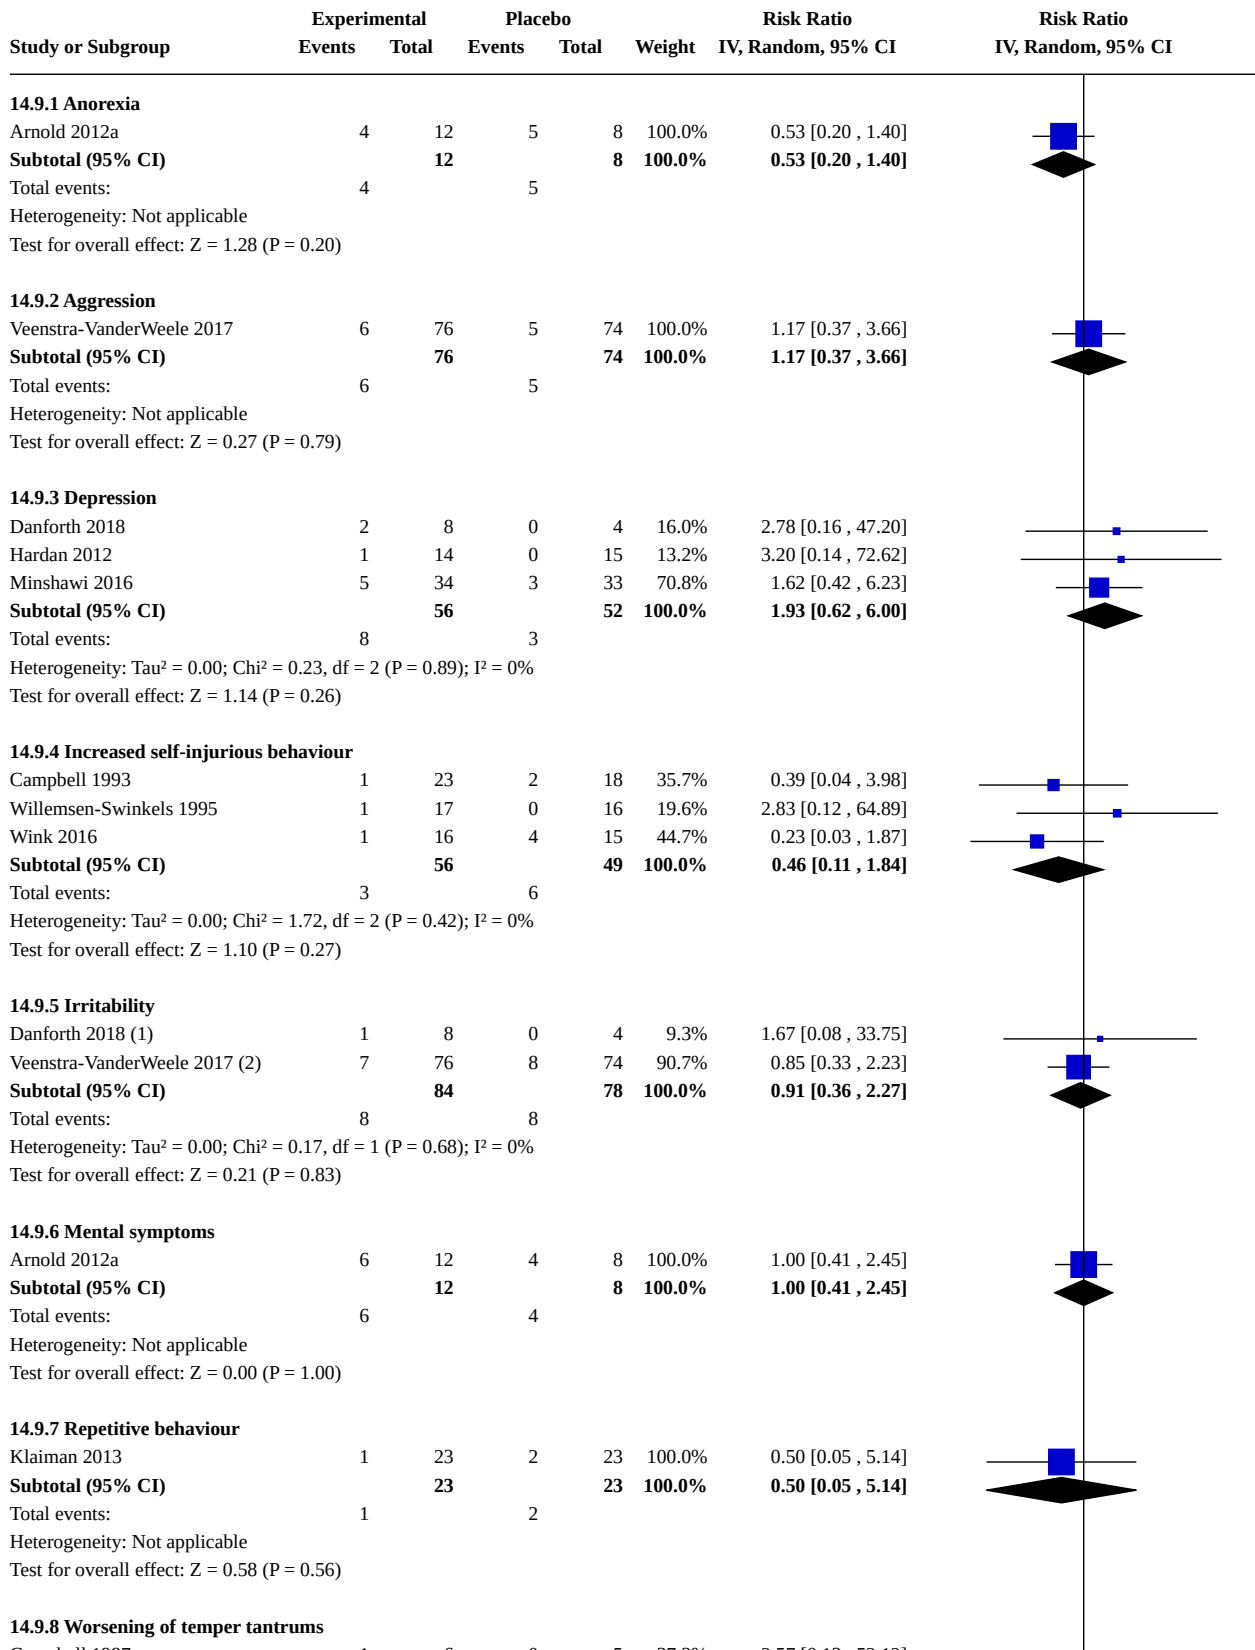 Experimental Placebo Risk Ratio Risk Ratio
Study or Subgroup Events Total Events Total Weight IV, Random, 95% CI IV, Random, 95% CI
14.9.1 Anorexia
Arnold 2012a 4 12 5 8 100.0% 0.53 [0.20 , 1.40]
Subtotal (95% CI) 12 8 100.0% 0.53 [0.20 , 1.40]
Total events: 4 5
Heterogeneity: Not applicable
Test for overall effect: Z = 1.28 (P = 0.20)
14.9.2 Aggression
Veenstra-VanderWeele 2017 6 76 5 74 100.0% 1.17 [0.37 , 3.66]
Subtotal (95% CI) 76 74 100.0% 1.17 [0.37 , 3.66]
Total events: 6 5
Heterogeneity: Not applicable
Test for overall effect: Z = 0.27 (P = 0.79)
14.9.3 Depression
Danforth 2018 2 8 0 4 16.0% 2.78 [0.16 , 47.20]
Hardan 2012 1 14 0 15 13.2% 3.20 [0.14 , 72.62]
Minshawi 2016 5 34 3 33 70.8% 1.62 [0.42 , 6.23]
Subtotal (95% CI) 56 52 100.0% 1.93 [0.62 , 6.00]
Total events: 8 3
Heterogeneity: Tau² = 0.00; Chi² = 0.23, df = 2 (P = 0.89); I² = 0%
Test for overall effect: Z = 1.14 (P = 0.26)
14.9.4 Increased self-injurious behaviour
Campbell 1993 1 23 2 18 35.7% 0.39 [0.04 , 3.98]
Willemsen-Swinkels 1995 1 17 0 16 19.6% 2.83 [0.12 , 64.89]
Wink 2016 1 16 4 15 44.7% 0.23 [0.03 , 1.87]
Subtotal (95% CI) 56 49 100.0% 0.46 [0.11 , 1.84]
Total events: 3 6
Heterogeneity: Tau² = 0.00; Chi² = 1.72, df = 2 (P = 0.42); I² = 0%
Test for overall effect: Z = 1.10 (P = 0.27)
14.9.5 Irritability
Danforth 2018 (1) 1 8 0 4 9.3% 1.67 [0.08 , 33.75]
Veenstra-VanderWeele 2017 (2) 7 76 8 74 90.7% 0.85 [0.33 , 2.23]
Subtotal (95% CI) 84 78 100.0% 0.91 [0.36 , 2.27]
Total events: 8 8
Heterogeneity: Tau² = 0.00; Chi² = 0.17, df = 1 (P = 0.68); I² = 0%
Test for overall effect: Z = 0.21 (P = 0.83)
14.9.6 Mental symptoms
Arnold 2012a 6 12 4 8 100.0% 1.00 [0.41 , 2.45]
Subtotal (95% CI) 12 8 100.0% 1.00 [0.41 , 2.45]
Total events: 6 4
Heterogeneity: Not applicable
Test for overall effect: Z = 0.00 (P = 1.00)
14.9.7 Repetitive behaviour
Klaiman 2013 1 23 2 23 100.0% 0.50 [0.05 , 5.14]
Subtotal (95% CI) 23 23 100.0% 0.50 [0.05 , 5.14]
Total events: 1 2
Heterogeneity: Not applicable
Test for overall effect: Z = 0.58 (P = 0.56)
14.9.8 Worsening of temper tantrums